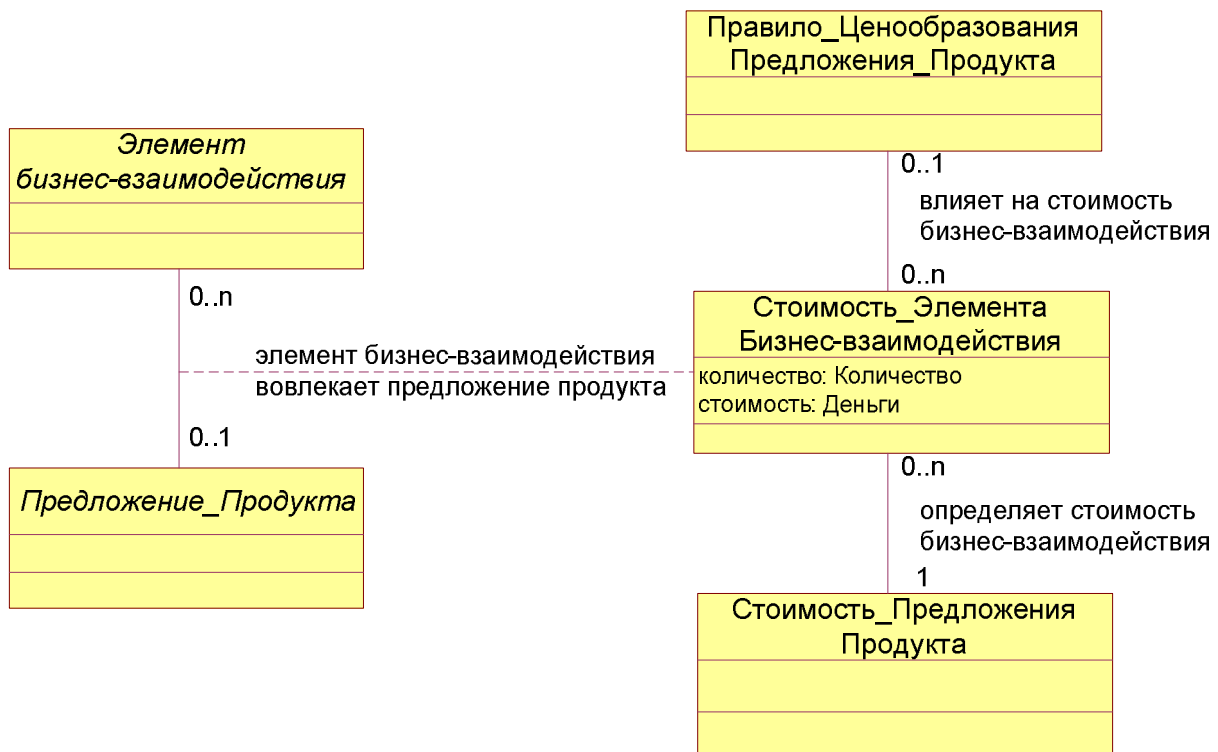 Правило_Ценообразования
Предложения_Продукта
Элемент
бизнес-взаимодействия
0..1
влияет на стоимость
бизнес-взаимодействия
0..n
0..n
Стоимость_Элемента
Бизнес-взаимодействия
количество: Количество
стоимость: Деньги
элемент бизнес-взаимодействия
вовлекает предложение продукта
0..1
Предложение_Продукта
0..n
определяет стоимость
бизнес-взаимодействия
1
Стоимость_Предложения
Продукта